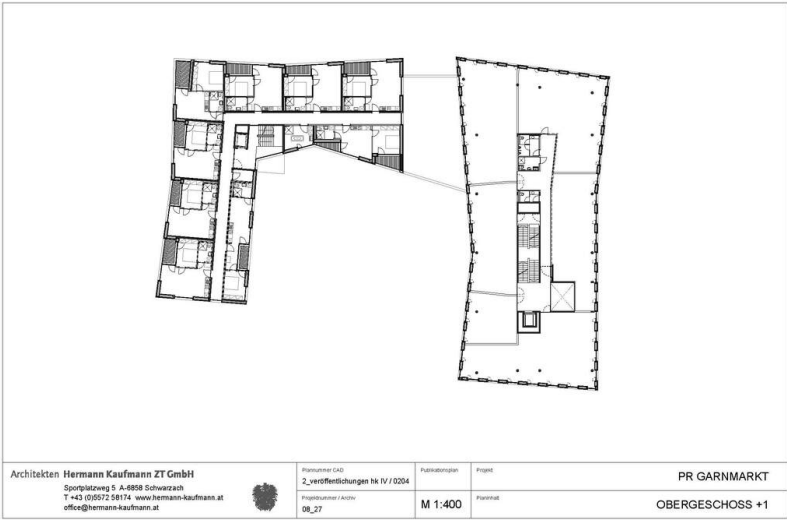 Architekten Hermann Kaufmann ZT GmbH
Sportplatzweg 5 A-6858 Schwarzach
T +43 (0)5572 58174 www.hermann-kaufmann.at
office@hermann-kaufmann.at
Plannummer CAD
2_veröffentlichungen hk IV / 0204
Projektnummer / Archiv
08_27
Publikationsplan
M 1:400
Projekt
PR GARNMARKT
Planinhalt
OBERGESCHOSS +1